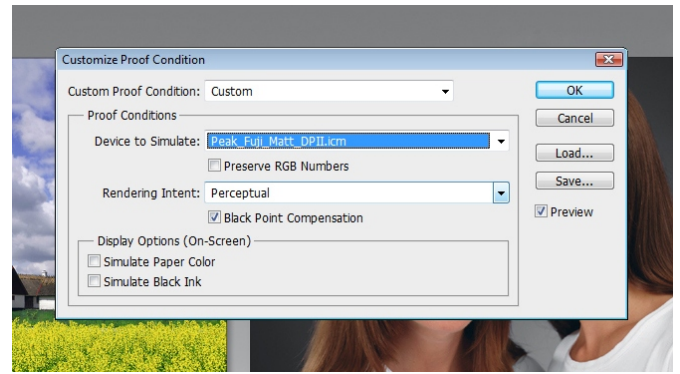 Customize Proof Condition
Custom Proof Condition: Custom
OK
Proof Conditions
Cancel
Device to Simulate: Peak_Fuji_Matt_DPII.icm
Load...
Preserve RGB Numbers
Save...
Rendering Intent: Perceptual
Preview
Black Point Compensation
Display Options (On-Screen)
Simulate Paper Color
Simulate Black Ink